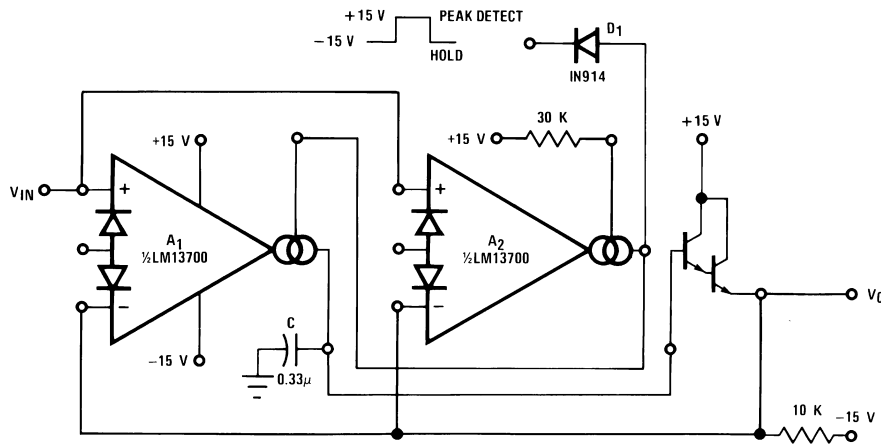 +15 V
PEAK DETECT
-15 V
HOLD
D1
IN914
+15 V
+15 V
30 K
+15 V
VIN
+
A1
½LM13700
-
-15 V
C
0.33µ
+
A2
½LM13700
-
VO
10 K
-15 V